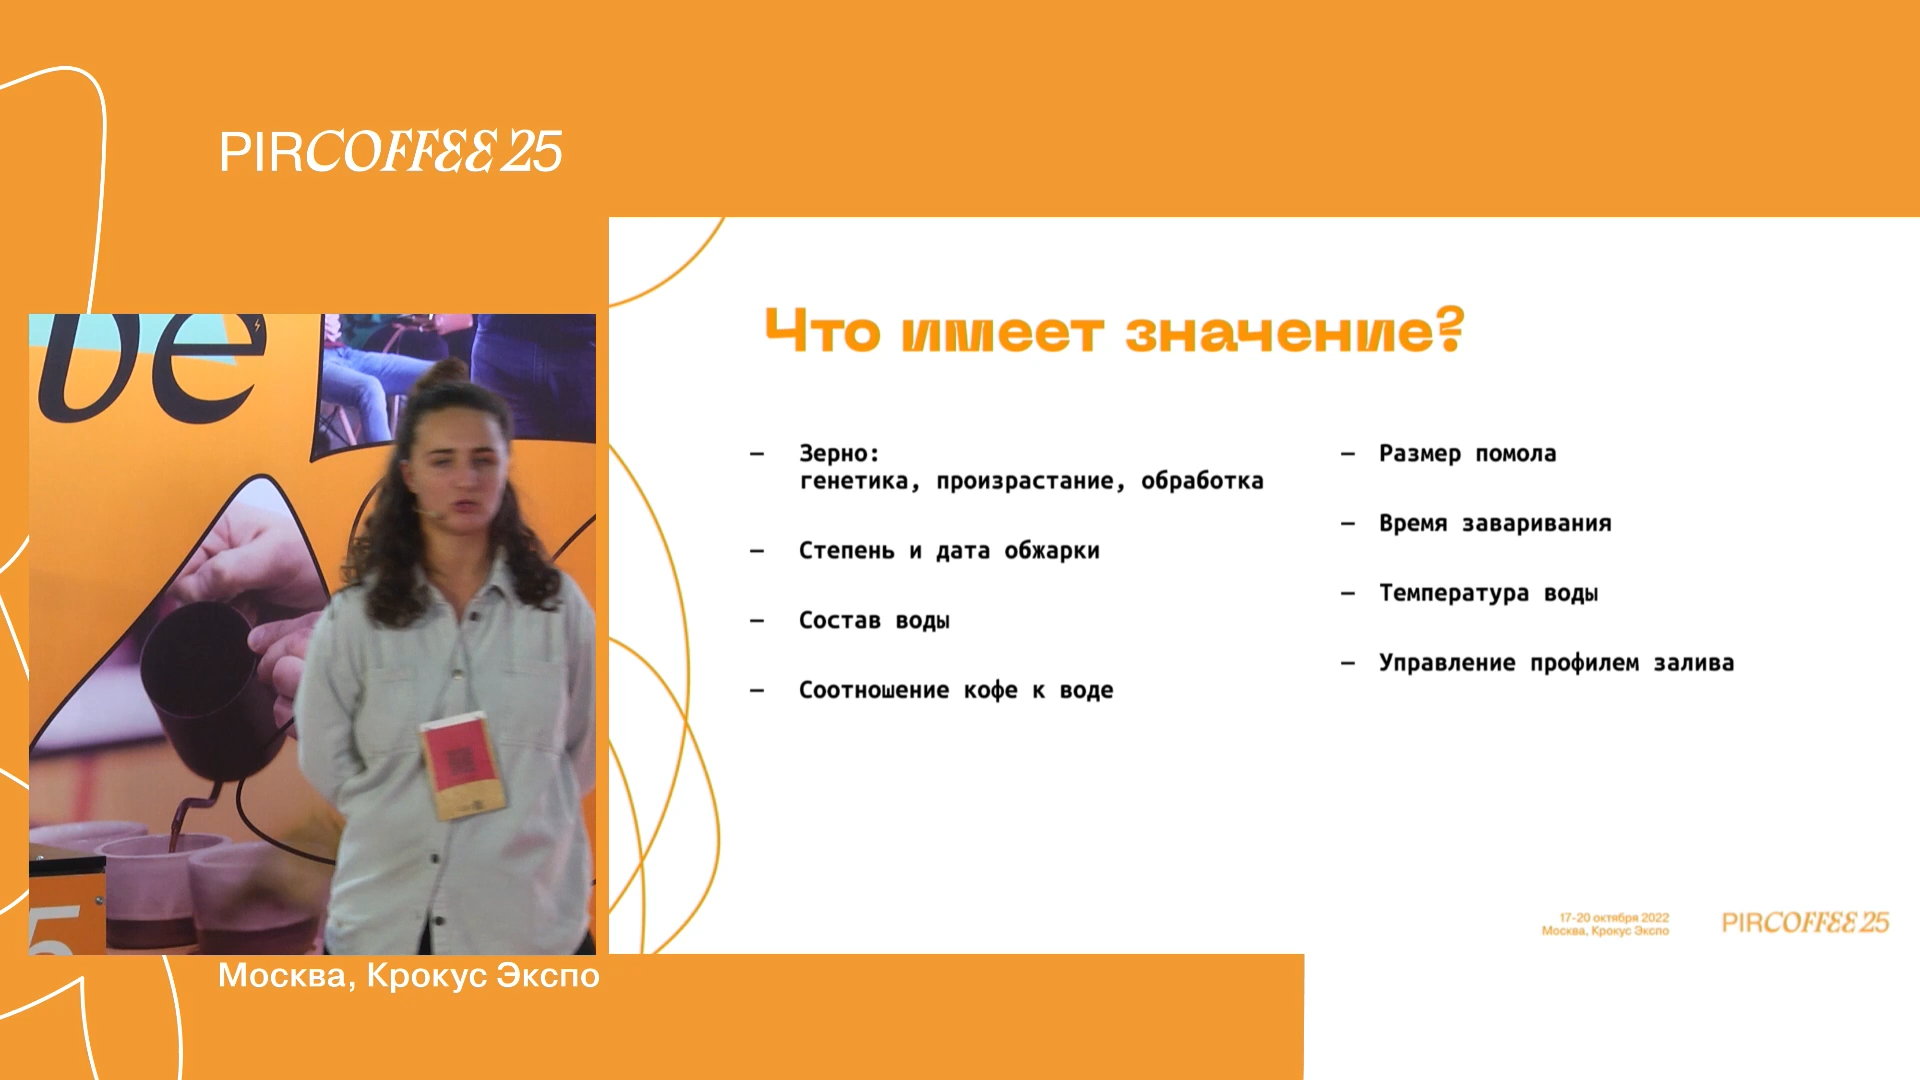 PIRCOFFEE 25
be
Что имеет значение?
– Зерно:
генетика, произрастание, обработка
– Степень и дата обжарки
– Состав воды
– Соотношение кофе к воде
– Размер помола
– Время заваривания
– Температура воды
– Управление профилем залива
5
17-20 октября 2022
Москва, Крокус Экспо
PIRCOFFEE 25
Москва, Крокус Экспо